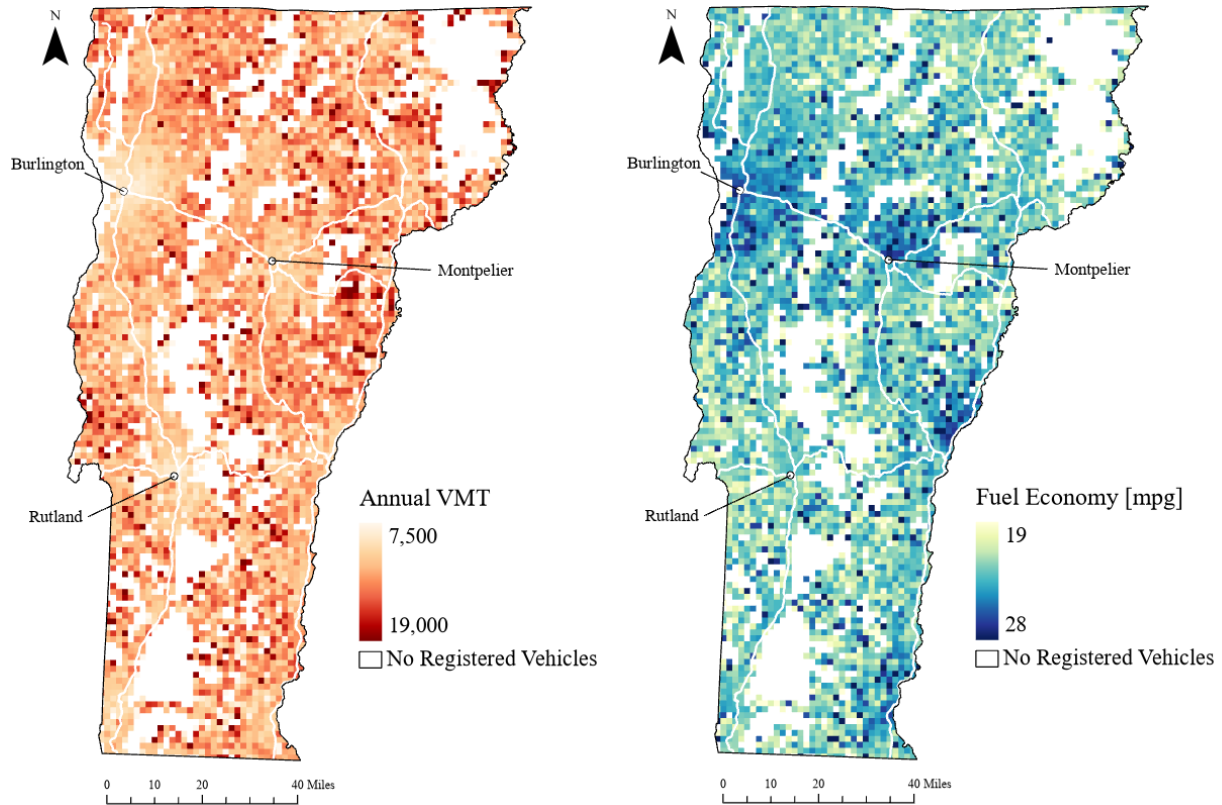 N
Burlington
Montpelier
Rutland
Annual VMT
7,500
19,000
No Registered Vehicles
0 10 20 40 Miles
N
Burlington
Montpelier
Rutland
Fuel Economy [mpg]
19
28
No Registered Vehicles
0 10 20 40 Miles